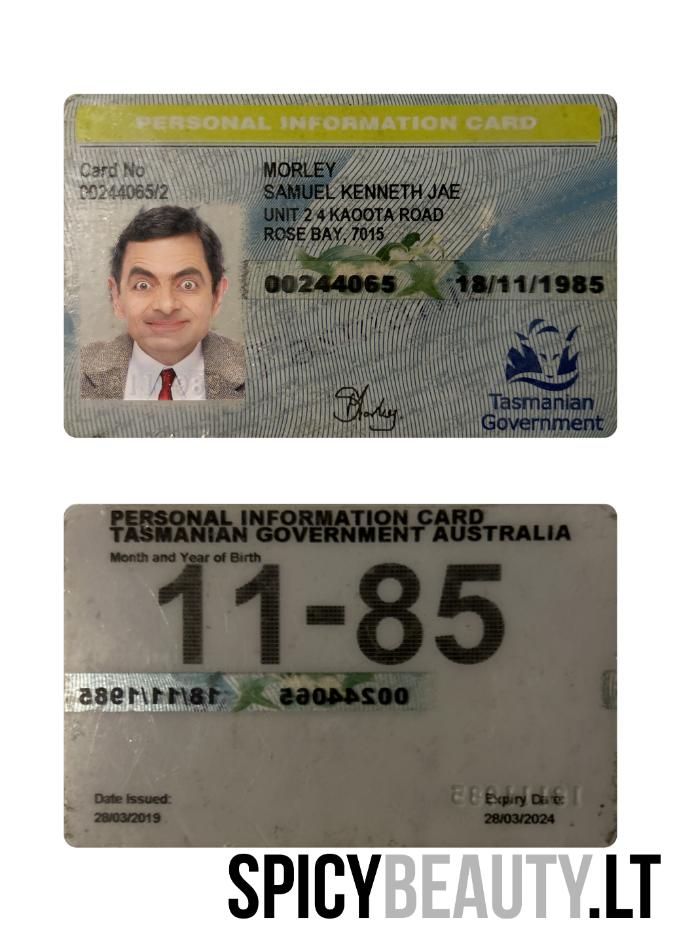 PERSONAL INFORMATION CARD
Card No
00244065/2
MORLEY
SAMUEL KENNETH JAE
UNIT 2 4 KAOOTA ROAD
ROSE BAY, 7015
00244065 18/11/1985
Tasmanian
Government
PERSONAL INFORMATION CARD
TASMANIAN GOVERNMENT AUSTRALIA
Month and Year of Birth
11-85
18/11/1985 00244065
Date Issued:
28/03/2019
Expiry Date:
28/03/2024
SPICYBEAUTY.LT